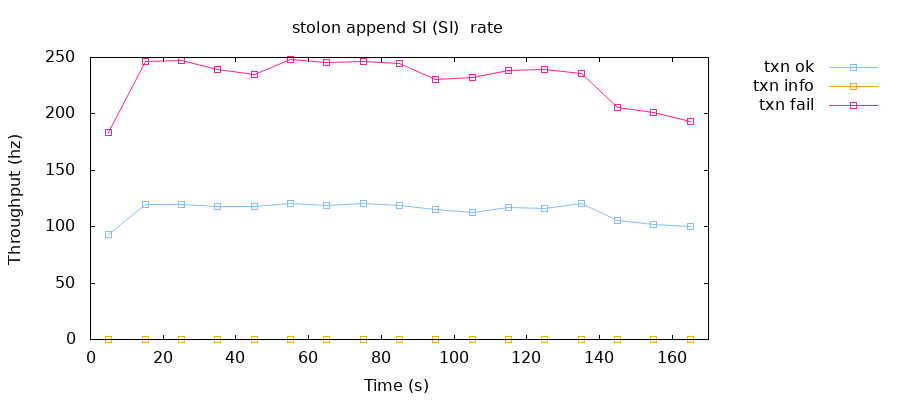 stolon append SI (SI)  rate
txn ok
txn info
txn fail
Throughput (hz)
250
200
150
100
50
0
0 20 40 60 80 100 120 140 160
Time (s)